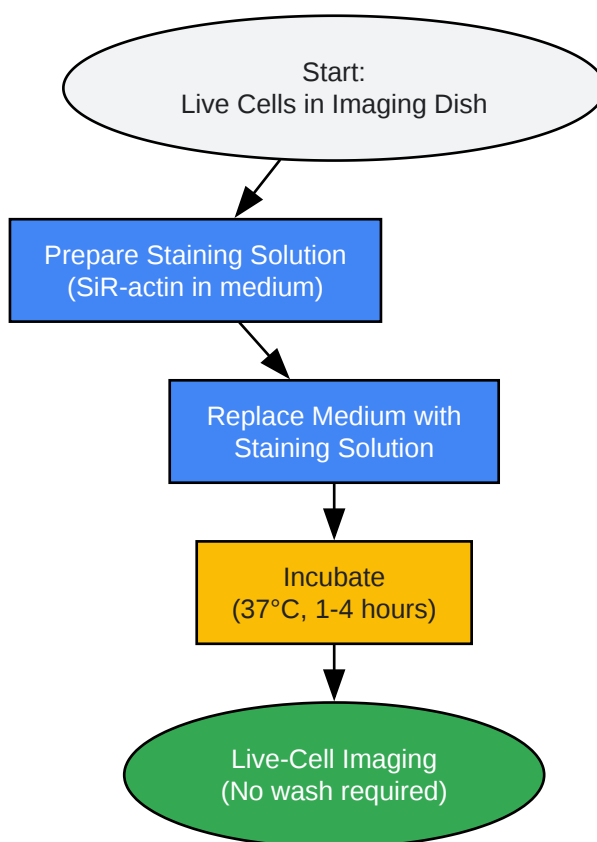 Start:
Live Cells in Imaging Dish
Prepare Staining Solution
(SiR-actin in medium)
Replace Medium with
Staining Solution
Incubate
(37°C, 1-4 hours)
Live-Cell Imaging
(No wash required)